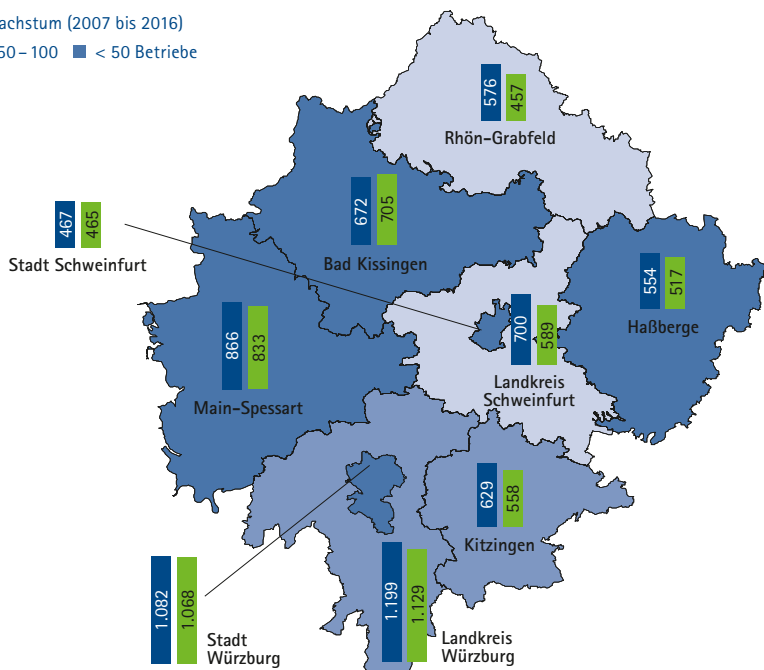 achstum (2007 bis 2016)
50–100 < 50 Betriebe
576 457
Rhön-Grabfeld
672 705
Bad Kissingen
467 465
Stadt Schweinfurt
554 517
Haßberge
700 589
Landkreis
Schweinfurt
866 833
Main-Spessart
629 558
Kitzingen
1.082 1.068
Stadt
Würzburg
1.199 1.129
Landkreis
Würzburg